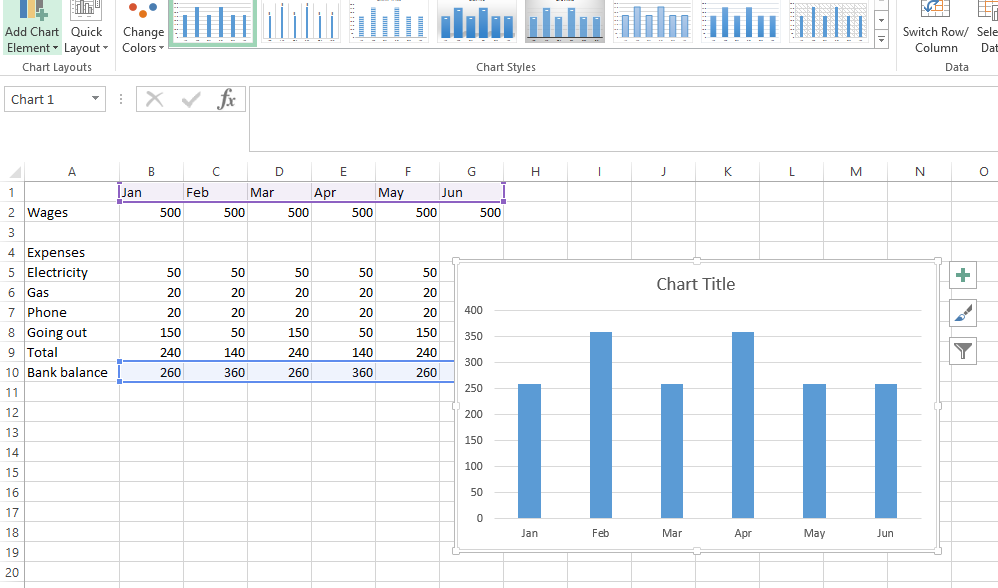 Add Chart Quick Change Switch Row/ Sele
Element Layout Colors Column Dat
Chart Layouts Chart Styles Data
Chart 1 fx
A B C D E F G H I J K L M N O
1 Jan Feb Mar Apr May Jun
2 Wages 500 500 500 500 500 500
3
4 Expenses
5 Electricity 50 50 50 50 50
6 Gas 20 20 20 20 20
7 Phone 20 20 20 20 20
8 Going out 150 50 150 50 150
9 Total 240 140 240 140 240
10 Bank balance 260 360 260 360 260
11
12
13
14
15
16
17
18
19
20
Chart Title
400
350
300
250
200
150
100
50
0
Jan Feb Mar Apr May Jun